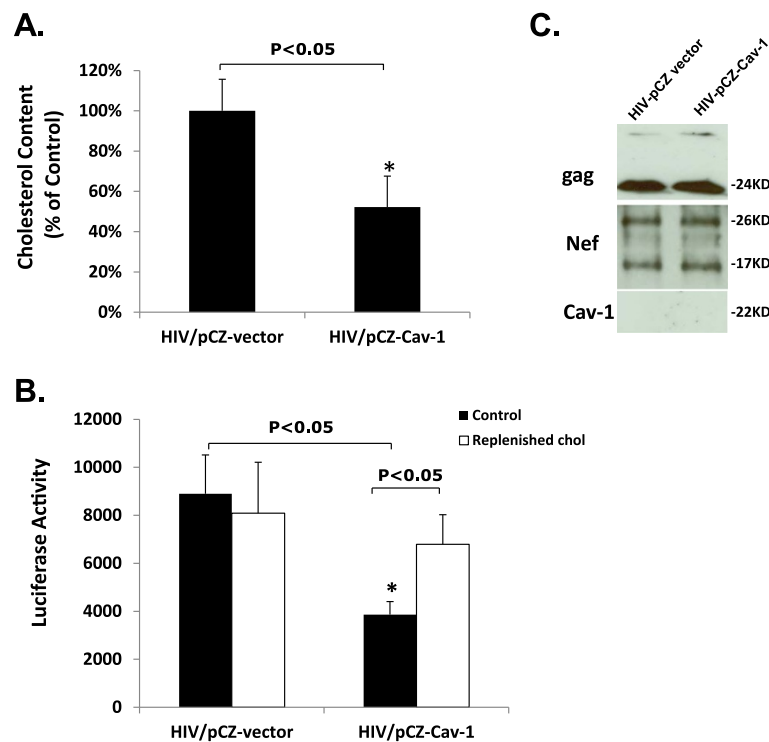 A.
P<0.05
Cholesterol Content
(% of Control)
120%
100%
80%
60%
40%
20%
0%
*
HIV/pCZ-vector
HIV/pCZ-Cav-1
C.
HIV-pCZ vector
HIV-pCZ-Cav-1
gag
-24KD
Nef
-26KD
-17KD
Cav-1
-22KD
B.
Luciferase Activity
12000
10000
8000
6000
4000
2000
0
P<0.05
Control
Replenished chol
P<0.05
*
HIV/pCZ-vector
HIV/pCZ-Cav-1